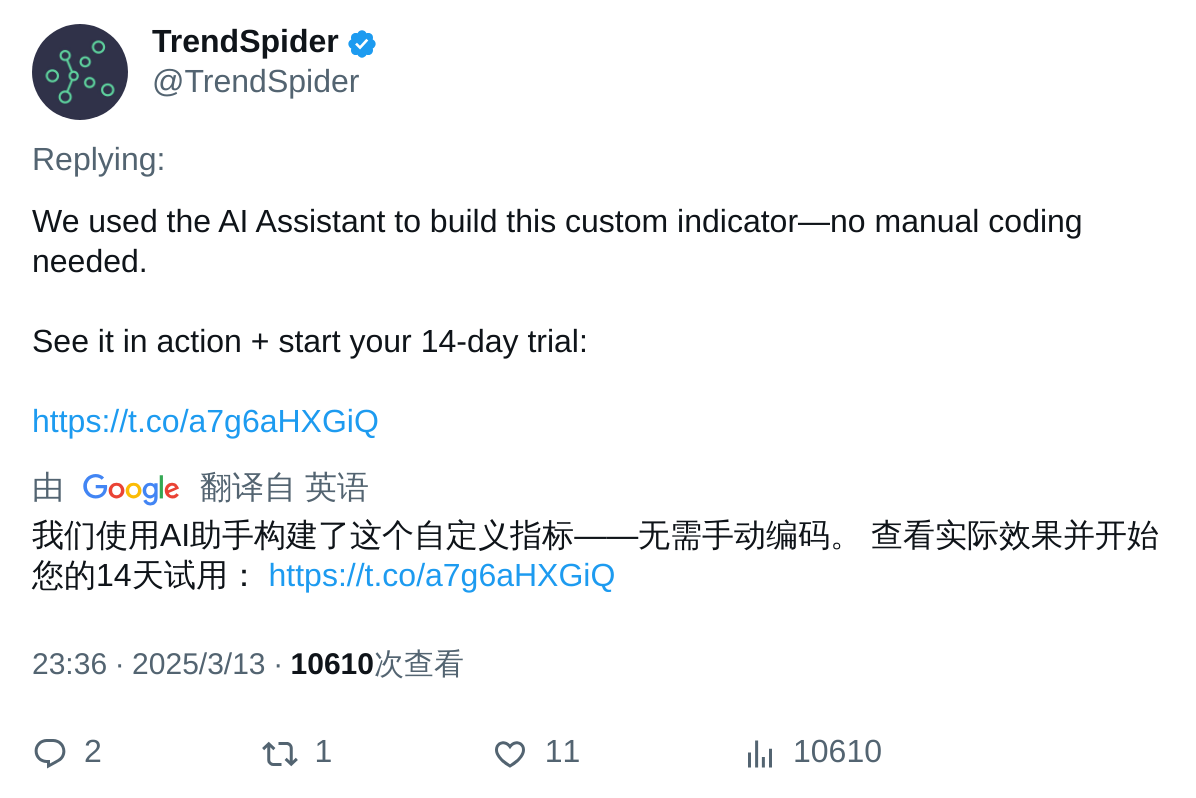 TrendSpider
@TrendSpider
Replying:
We used the AI Assistant to build this custom indicator—no manual coding
needed.
See it in action + start your 14-day trial:
https://t.co/a7g6aHXGiQ
由 Google 翻译自 英语
我们使用AI助手构建了这个自定义指标——无需手动编码。 查看实际效果并开始
您的14天试用： https://t.co/a7g6aHXGiQ
23:36 · 2025/3/13 · 10610次查看
2 1 11 10610